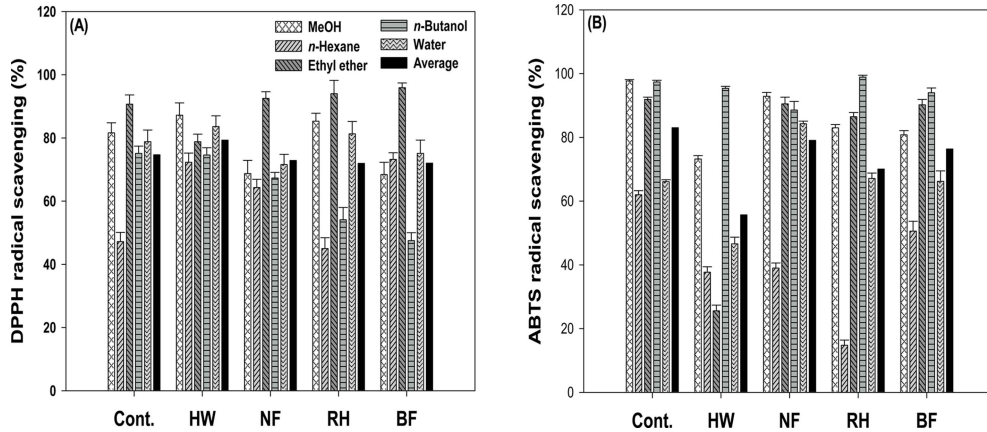 (A)
MeOH
n-Hexane
Ethyl ether
n-Butanol
Water
Average
DPPH radical scavenging (%)
120
100
80
60
40
20
0
Cont. HW NF RH BF
(B)
ABTS radical scavenging (%)
120
100
80
60
40
20
0
Cont. HW NF RH BF